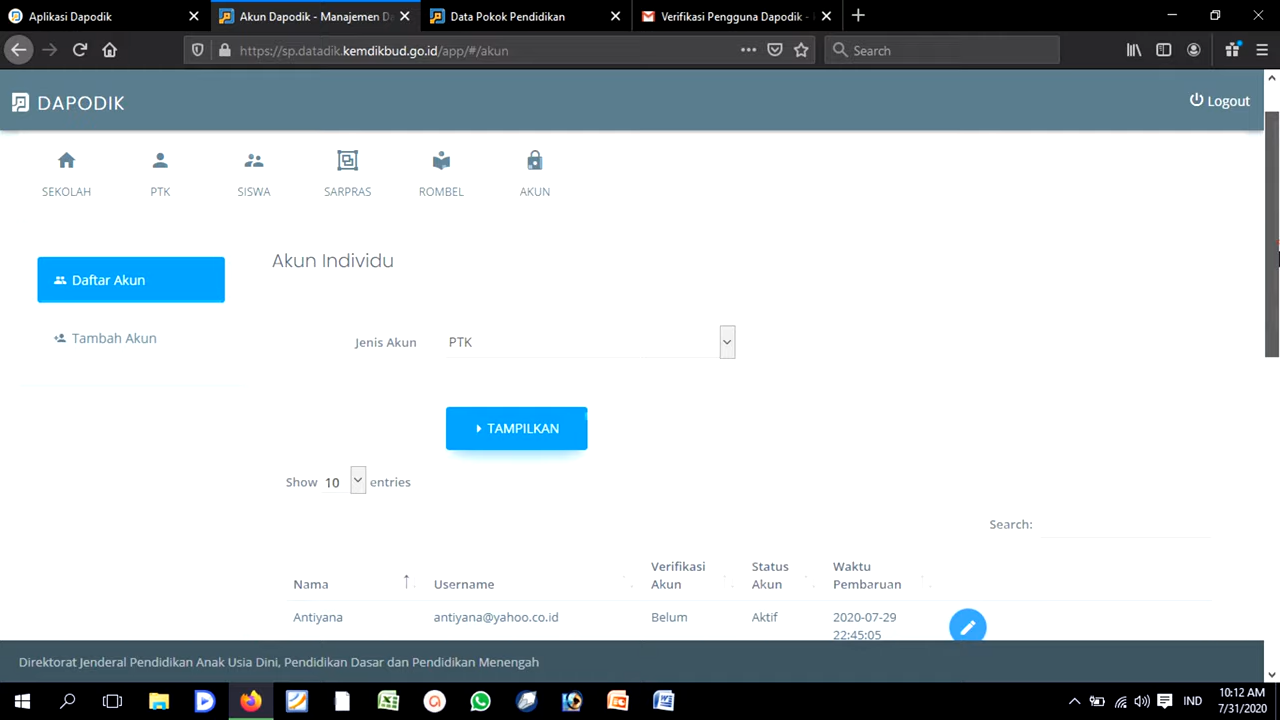 Aplikasi Dapodik
Akun Dapodik - Manajemen Da
Data Pokok Pendidikan
Verifikasi Pengguna Dapodik -
https://sp.datadik.kemdikbud.go.id/app/#/akun
Search
DAPODIK
Logout
SEKOLAH
PTK
SISWA
SARPRAS
ROMBEL
AKUN
Akun Individu
Daftar Akun
Tambah Akun
Jenis Akun
PTK
TAMPILKAN
Show 10 entries
Search:
Nama
Username
Verifikasi Akun
Status Akun
Waktu Pembaruan
Antiyana
antiyana@yahoo.co.id
Belum
Aktif
2020-07-29
22:45:05
Direktorat Jenderal Pendidikan Anak Usia Dini, Pendidikan Dasar dan Pendidikan Menengah
IND
10:12 AM
7/31/2020